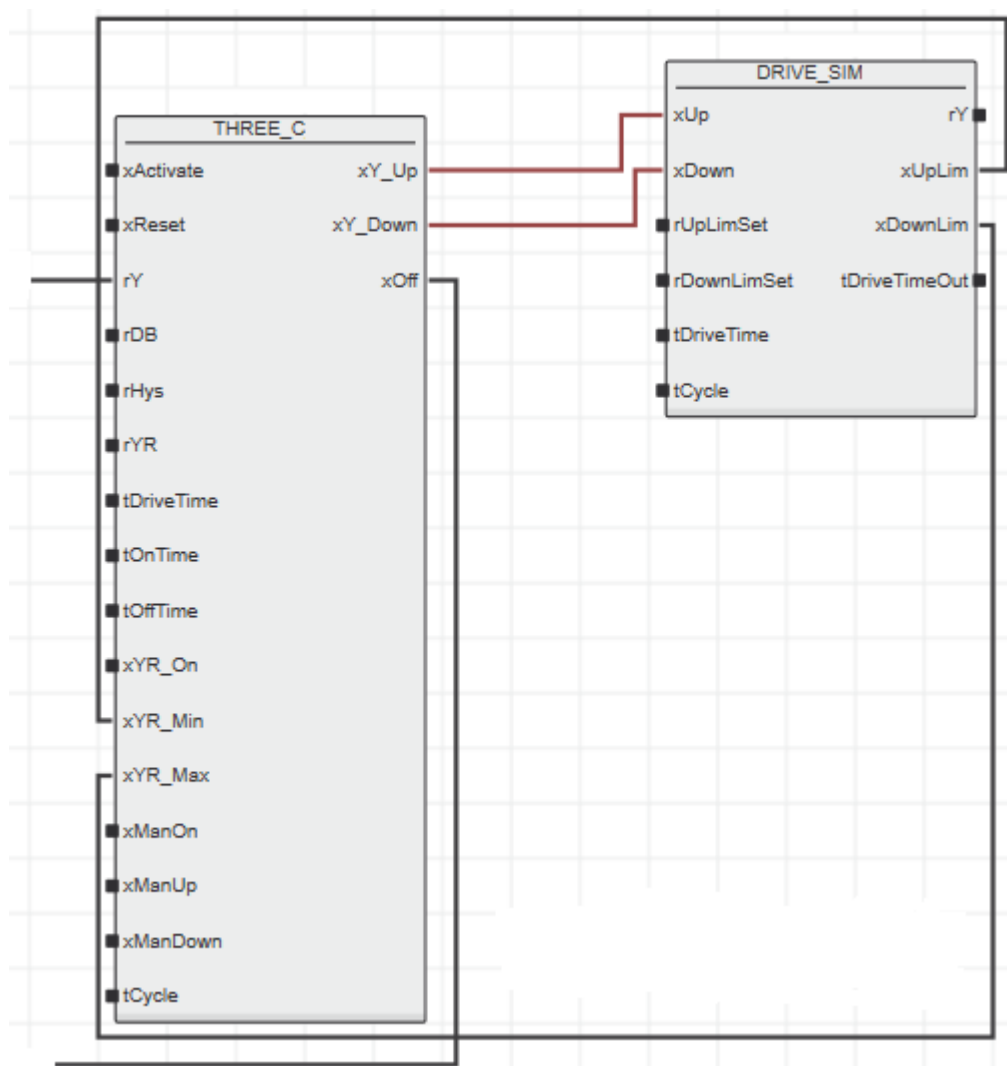 DRIVE_SIM
xUp
rY
xDown
xUpLim
rUpLimSet
xDownLim
rDownLimSet
tDriveTimeOut
tDriveTime
tCycle
THREE_C
xActivate
xY_Up
xReset
xY_Down
rY
xOff
rDB
rHys
rYR
tDriveTime
tOnTime
tOffTime
xYR_On
xYR_Min
xYR_Max
xManOn
xManUp
xManDown
tCycle